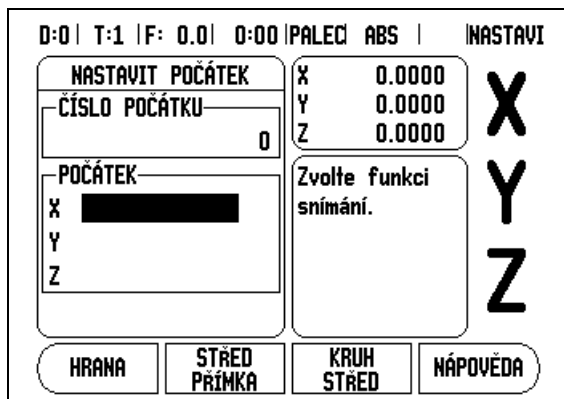 D:0 | T:1 | F: 0.0 | 0:00 |PALEC| ABS | |NASTAVI
NASTAVIT POČÁTEK
ČÍSLO POČÁTKU
0
POČÁTEK
X
Y
Z
X 0.0000
Y 0.0000
Z 0.0000
Zvolte funkci
snímání.
X
Y
Z
HRANA
STŘED
PŘÍMKA
KRUH
STŘED
NÁPOVĚDA